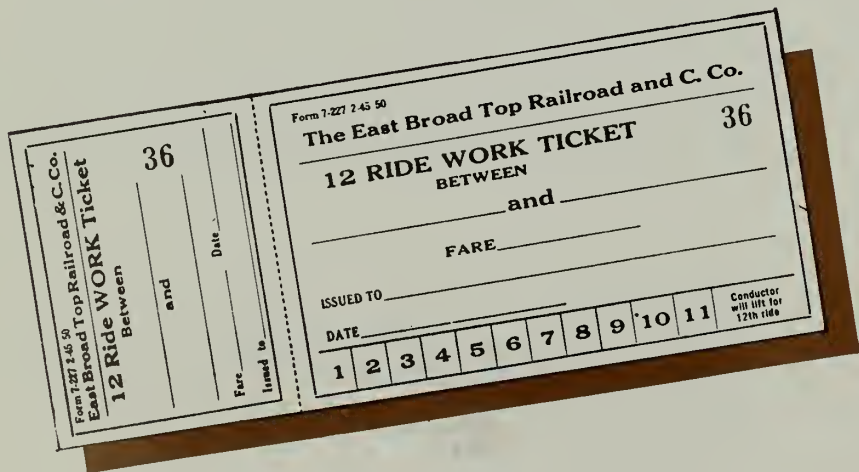 Form 7-227 2-45 50
East Broad Top Railroad & C. Co.
12 Ride WORK Ticket
Between
36
and
Date
Fare
Issued to
Form 7-227 2-45 50
The East Broad Top Railroad and C. Co.
12 RIDE WORK TICKET 36
BETWEEN
and
FARE
ISSUED TO
DATE
1 2 3 4 5 6 7 8 9 10 11 Conductor
will lift for
12th ride